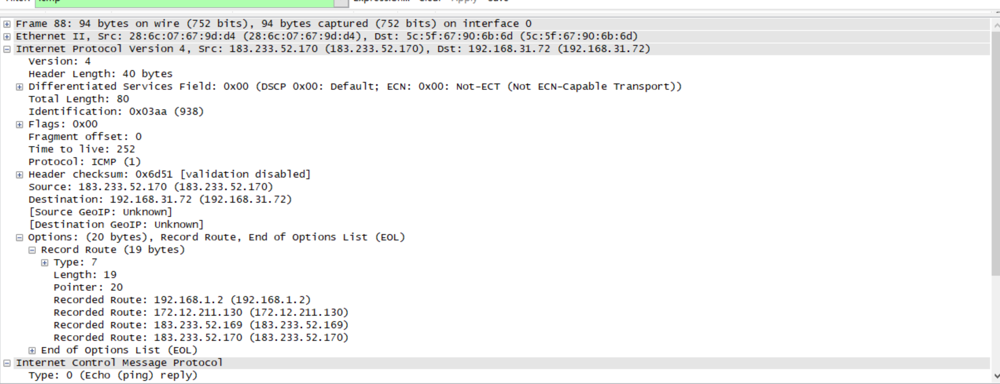 Frame 88: 94 bytes on wire (752 bits), 94 bytes captured (752 bits) on interface 0
Ethernet II, Src: 28:6c:07:67:9d:d4 (28:6c:07:67:9d:d4), Dst: 5c:5f:67:90:6b:6d (5c:5f:67:90:6b:6d)
Internet Protocol Version 4, Src: 183.233.52.170 (183.233.52.170), Dst: 192.168.31.72 (192.168.31.72)
Version: 4
Header Length: 40 bytes
Differentiated Services Field: 0x00 (DSCP 0x00: Default; ECN: 0x00: Not-ECT (Not ECN-Capable Transport))
Total Length: 80
Identification: 0x03aa (938)
Flags: 0x00
Fragment offset: 0
Time to live: 252
Protocol: ICMP (1)
Header checksum: 0x6d51 [validation disabled]
Source: 183.233.52.170 (183.233.52.170)
Destination: 192.168.31.72 (192.168.31.72)
[Source GeoIP: Unknown]
[Destination GeoIP: Unknown]
Options: (20 bytes), Record Route, End of Options List (EOL)
Record Route (19 bytes)
Type: 7
Length: 19
Pointer: 20
Recorded Route: 192.168.1.2 (192.168.1.2)
Recorded Route: 172.12.211.130 (172.12.211.130)
Recorded Route: 183.233.52.169 (183.233.52.169)
Recorded Route: 183.233.52.170 (183.233.52.170)
End of Options List (EOL)
Internet Control Message Protocol
Type: 0 (Echo (ping) reply)